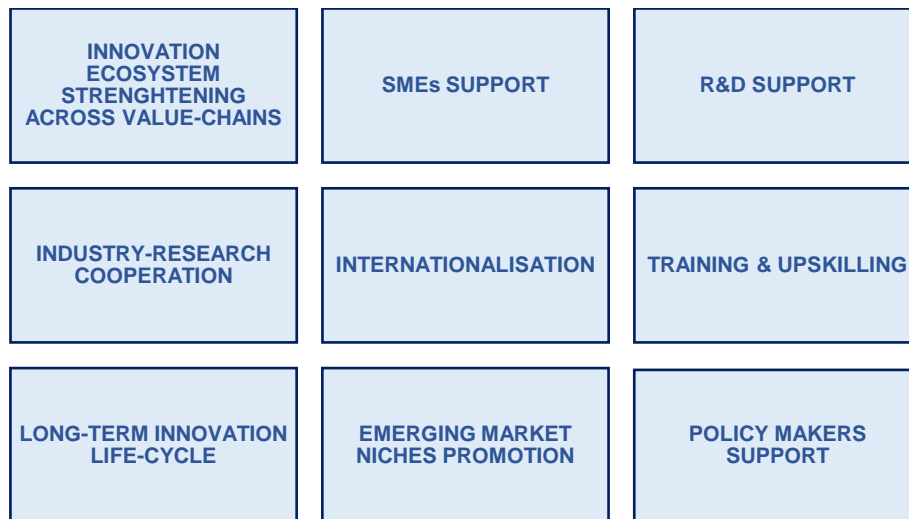 INNOVATION
ECOSYSTEM
STRENGHTENING
ACROSS VALUE-CHAINS
SMEs SUPPORT
R&D SUPPORT
INDUSTRY-RESEARCH
COOPERATION
INTERNATIONALISATION
TRAINING & UPSKILLING
LONG-TERM INNOVATION
LIFE-CYCLE
EMERGING MARKET
NICHES PROMOTION
POLICY MAKERS
SUPPORT